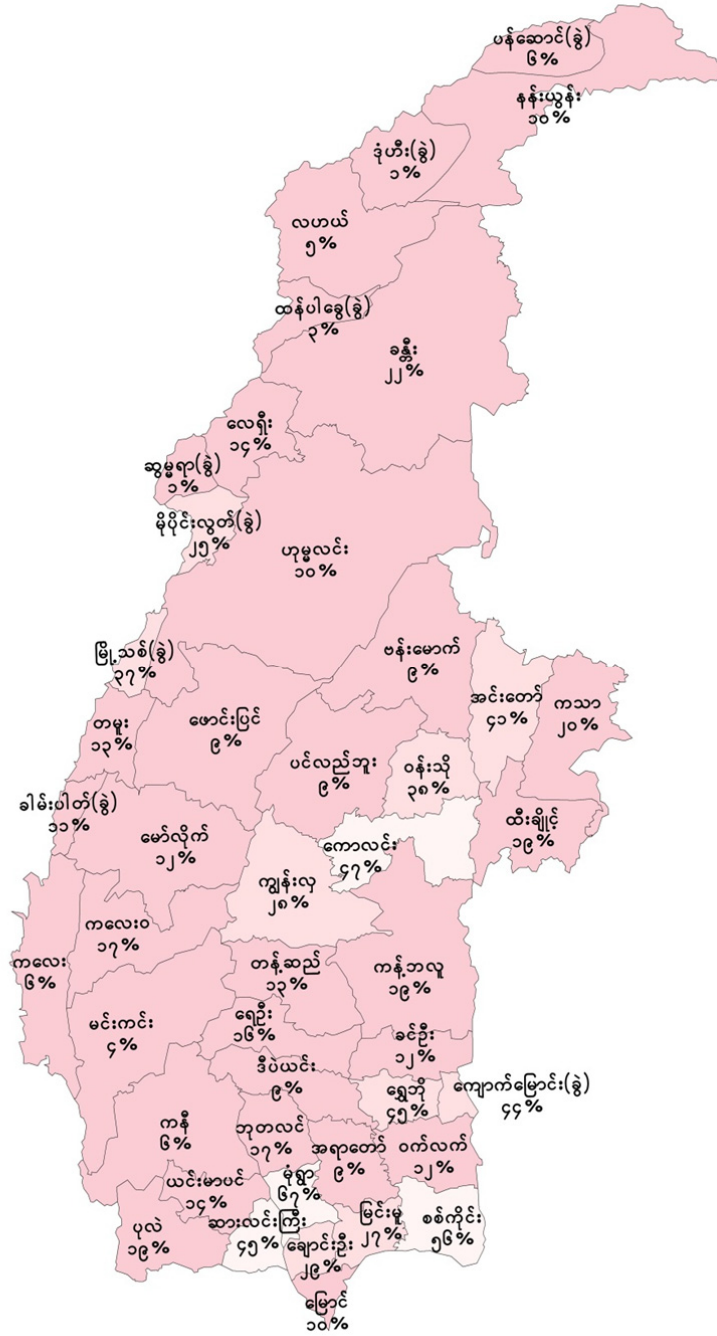 ပန်ဆောင်(ခွဲ)
၆%
နန်းယွန်း
၁၀%
ဒုံဟီး(ခွဲ)
၁%
လဟယ်
၅%
ထန်ပါခွေ(ခွဲ)
၃%
ခန္တီး
၂၂%
လေရှီး
၁၄%
ဆွမ္မရာ(ခွဲ)
၁%
မိုပိုင်းလွတ်(ခွဲ)
၂၅%
ဟုမ္မလင်း
၁၀%
မြို့သစ်(ခွဲ)
၃၇%
ဗန်းမောက်
၉%
အင်းတော်
၄၁%
ကသာ
၂၀%
တမူး
၁၃%
ဖောင်းပြင်
၉%
ပင်လည်ဘူး
၉%
ဝန်းသို
၃၈%
ခါမ်းပါတ်(ခွဲ)
၁၁%
မော်လိုက်
၁၂%
ကောလင်း
၄၇%
ထီးချိုင့်
၁၉%
ကျွန်းလှ
၂၈%
ကလေးဝ
၁၇%
ကလေး
၆%
တန့်ဆည်
၁၃%
ကန့်ဘလူ
၁၉%
မင်းကင်း
၄%
ရေဦး
၁၆%
ခင်ဦး
၁၂%
ဒီပဲယင်း
၉%
ရွှေဘို
၄၅%
ကျောက်မြောင်း(ခွဲ)
၄၄%
ကနီ
၆%
ဘုတလင်
၁၇%
အရာတော်
၉%
ဝက်လက်
၁၂%
ယင်းမာပင်
၁၄%
မုံရွာ
၆၇%
ပုလဲ
၁၉%
ဆားလင်းကြီး
၄၅%
ချောင်းဦး
၂၉%
မြင်းမူ
၂၇%
စစ်ကိုင်း
၅၆%
မြောင်
၁၀%